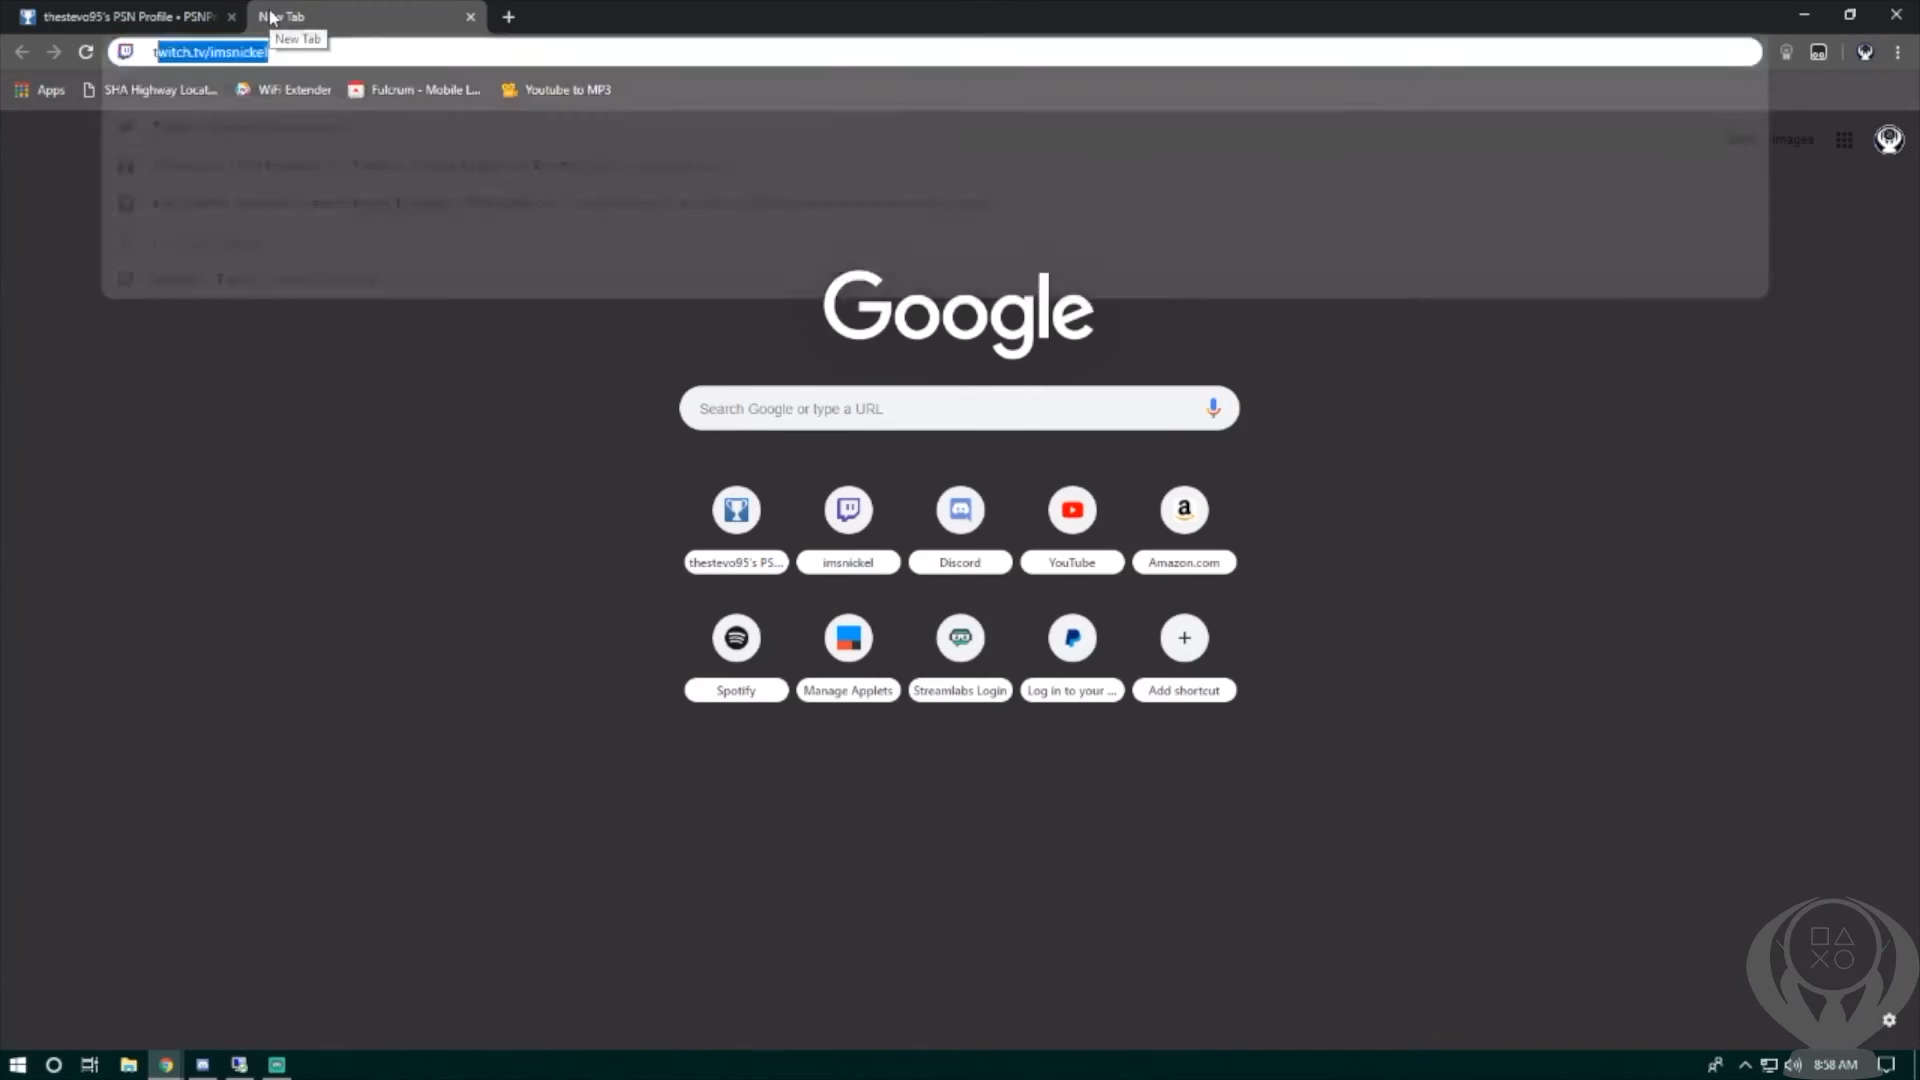 thestevo95's PSN Profile • PSNPr
New Tab
New Tab
twitch.tv/imsnickel
Apps
SHA Highway Locat...
WiFi Extender
Fulcrum - Mobile L...
Youtube to MP3
Images
Google
Search Google or type a URL
thestevo95's PS...
imsnickel
Discord
YouTube
Amazon.com
Spotify
Manage Applets
Streamlabs Login
Log in to your ...
Add shortcut
8:58 AM